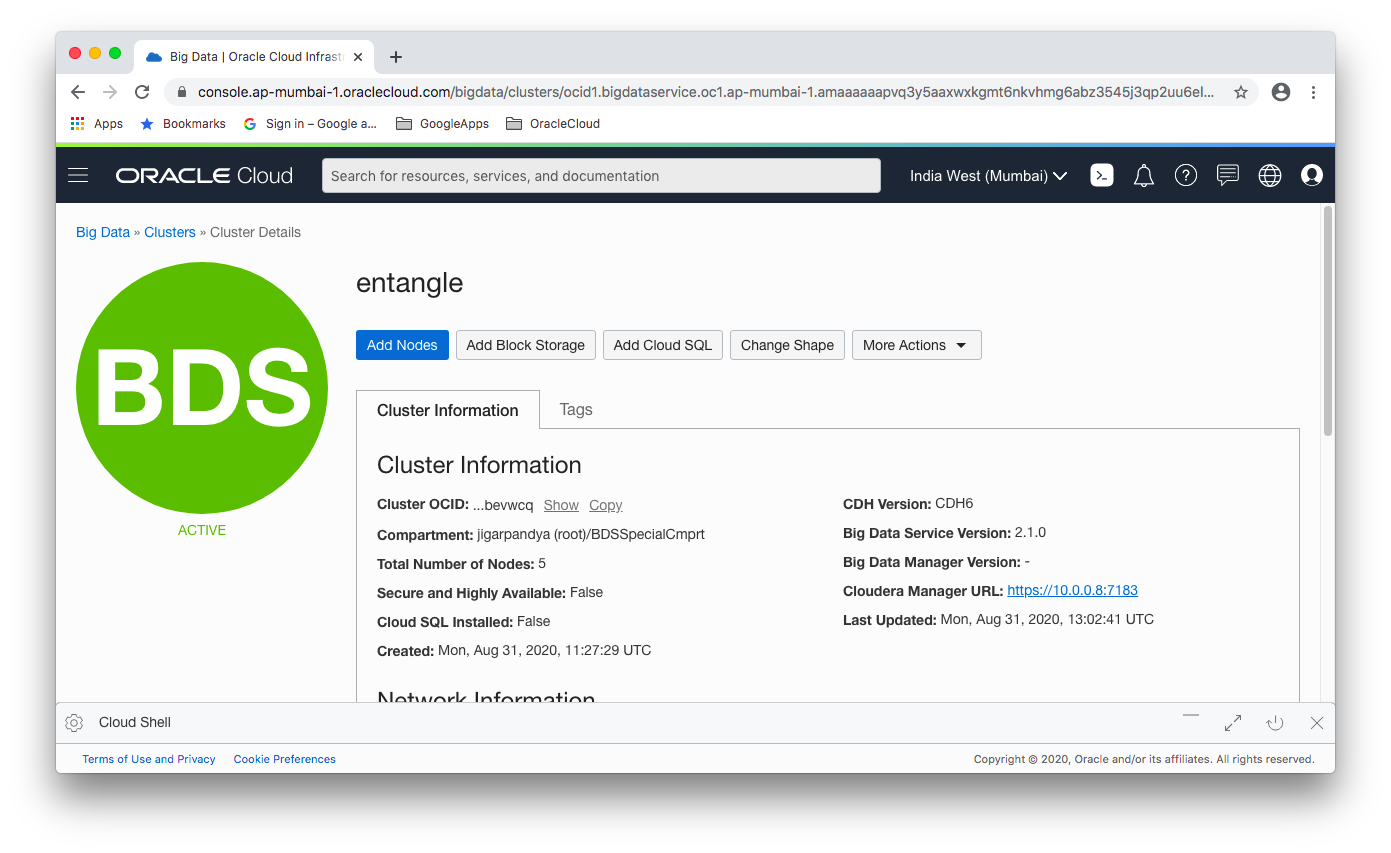 Big Data | Oracle Cloud Infrast
console.ap-mumbai-1.oraclecloud.com/bigdata/clusters/ocid1.bigdataservice.oc1.ap-mumbai-1.amaaaaaapvq3y5aaxwxkgmt6nkvhmg6abz3545j3qp2uu6el...
Apps Bookmarks Sign in – Google a... GoogleApps OracleCloud
ORACLE Cloud Search for resources, services, and documentation India West (Mumbai)
Big Data » Clusters » Cluster Details
BDS
ACTIVE
entangle
Add Nodes Add Block Storage Add Cloud SQL Change Shape More Actions
Cluster Information Tags
Cluster Information
Cluster OCID: ...bevwcq Show Copy
Compartment: jigarpandya (root)/BDSSpecialCmprt
Total Number of Nodes: 5
Secure and Highly Available: False
Cloud SQL Installed: False
Created: Mon, Aug 31, 2020, 11:27:29 UTC
CDH Version: CDH6
Big Data Service Version: 2.1.0
Big Data Manager Version: -
Cloudera Manager URL: https://10.0.0.8:7183
Last Updated: Mon, Aug 31, 2020, 13:02:41 UTC
Network Information
Cloud Shell
Terms of Use and Privacy Cookie Preferences Copyright © 2020, Oracle and/or its affiliates. All rights reserved.